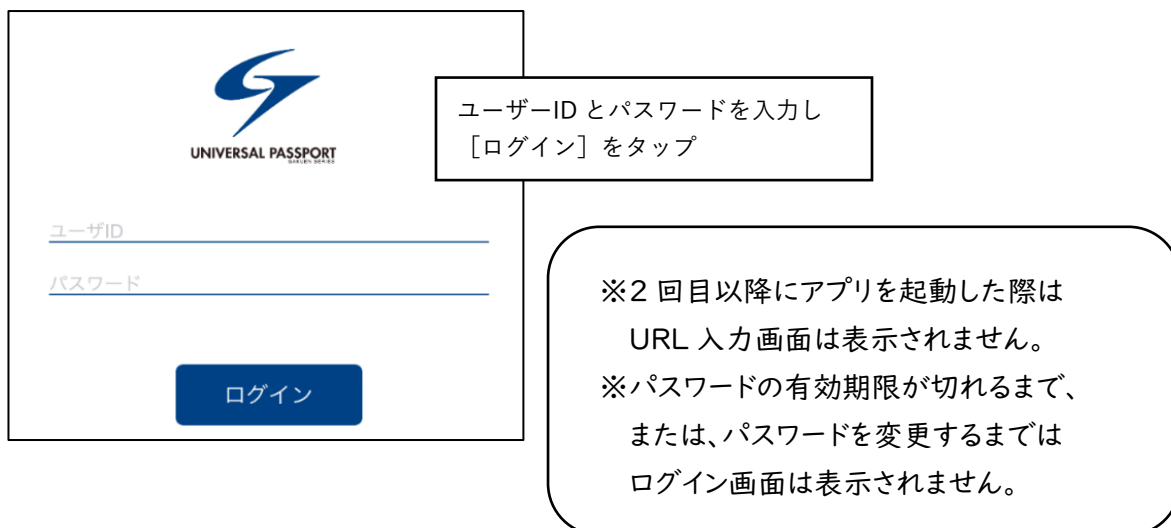 UNIVERSAL PASSPORT
GAKUEN SERIES
ユーザーID とパスワードを入力し
［ログイン］をタップ
ユーザID
パスワード
ログイン
※2 回目以降にアプリを起動した際は
URL 入力画面は表示されません。
※パスワードの有効期限が切れるまで、
または、パスワードを変更するまでは
ログイン画面は表示されません。